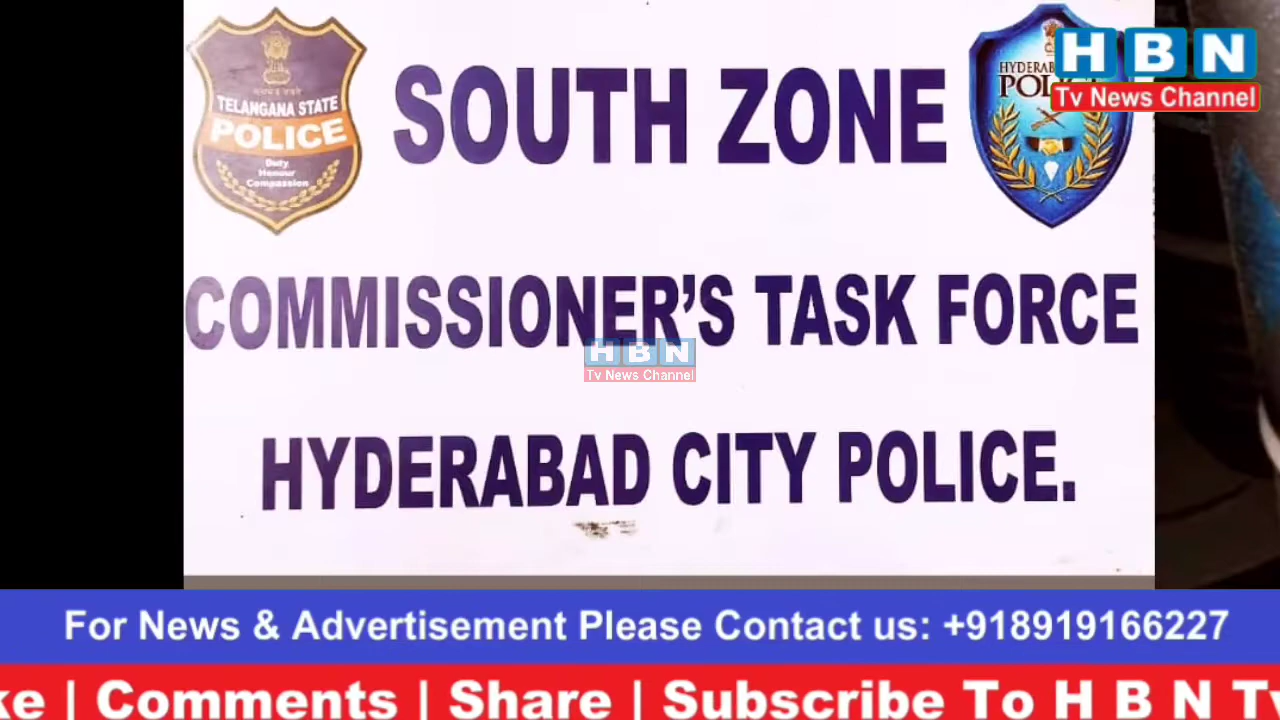 SOUTH ZONE
TELANGANA STATE
POLICE
Duty
Honour
Compassion
POLICE
HBN
Tv News Channel
COMMISSIONER'S TASK FORCE
HBN
Tv News Channel
HYDERABAD CITY POLICE.
For News & Advertisement Please Contact us: +918919166227
ke | Comments | Share | Subscribe To H B N Tv